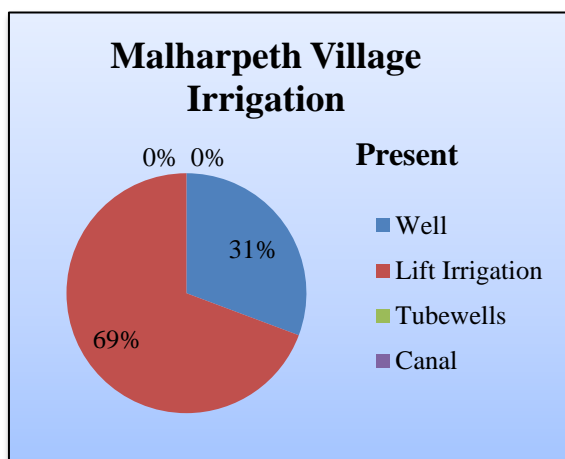 Malharpeth Village
Irrigation
0% 0%
Present
31%
69%
Well
Lift Irrigation
Tubewells
Canal